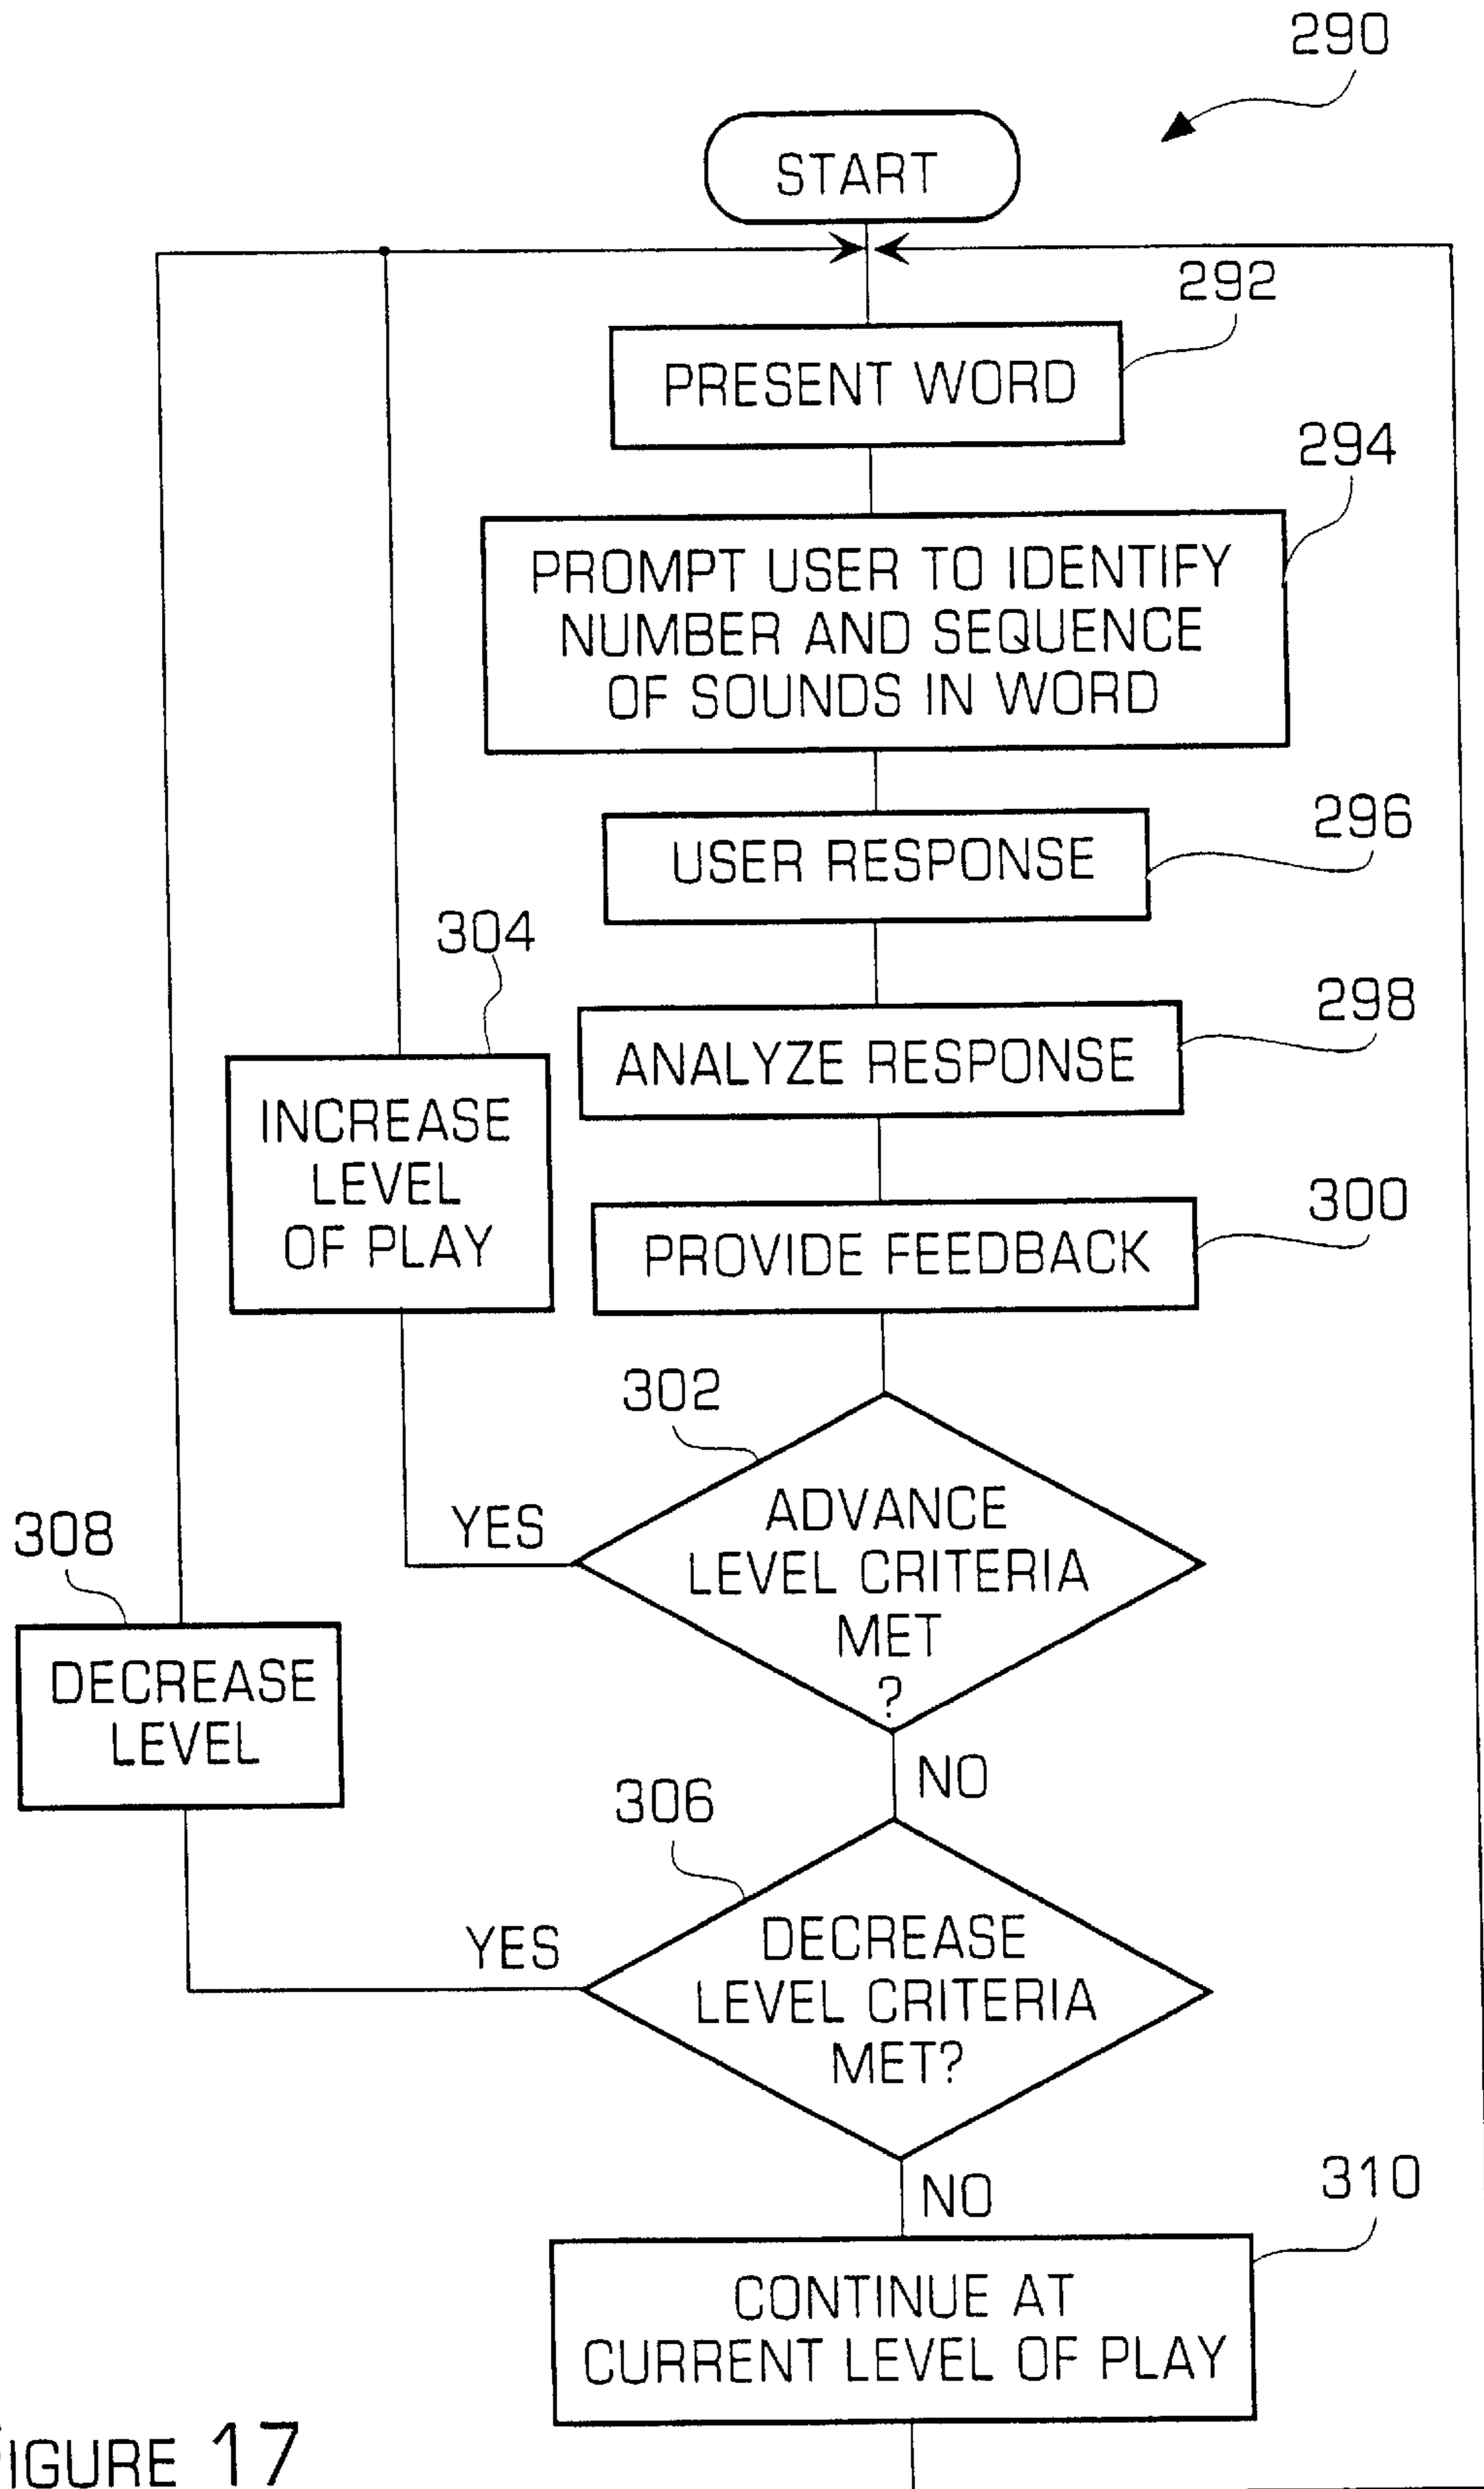 290
START
292
PRESENT WORD
294
PROMPT USER TO IDENTIFY
NUMBER AND SEQUENCE
OF SOUNDS IN WORD
296
USER RESPONSE
304
298
ANALYZE RESPONSE
INCREASE
LEVEL
OF PLAY
300
PROVIDE FEEDBACK
302
ADVANCE
LEVEL CRITERIA
MET
?
YES
308
DECREASE
LEVEL
NO
306
DECREASE
LEVEL CRITERIA
MET?
YES
NO
310
CONTINUE AT
CURRENT LEVEL OF PLAY
IGURE 17